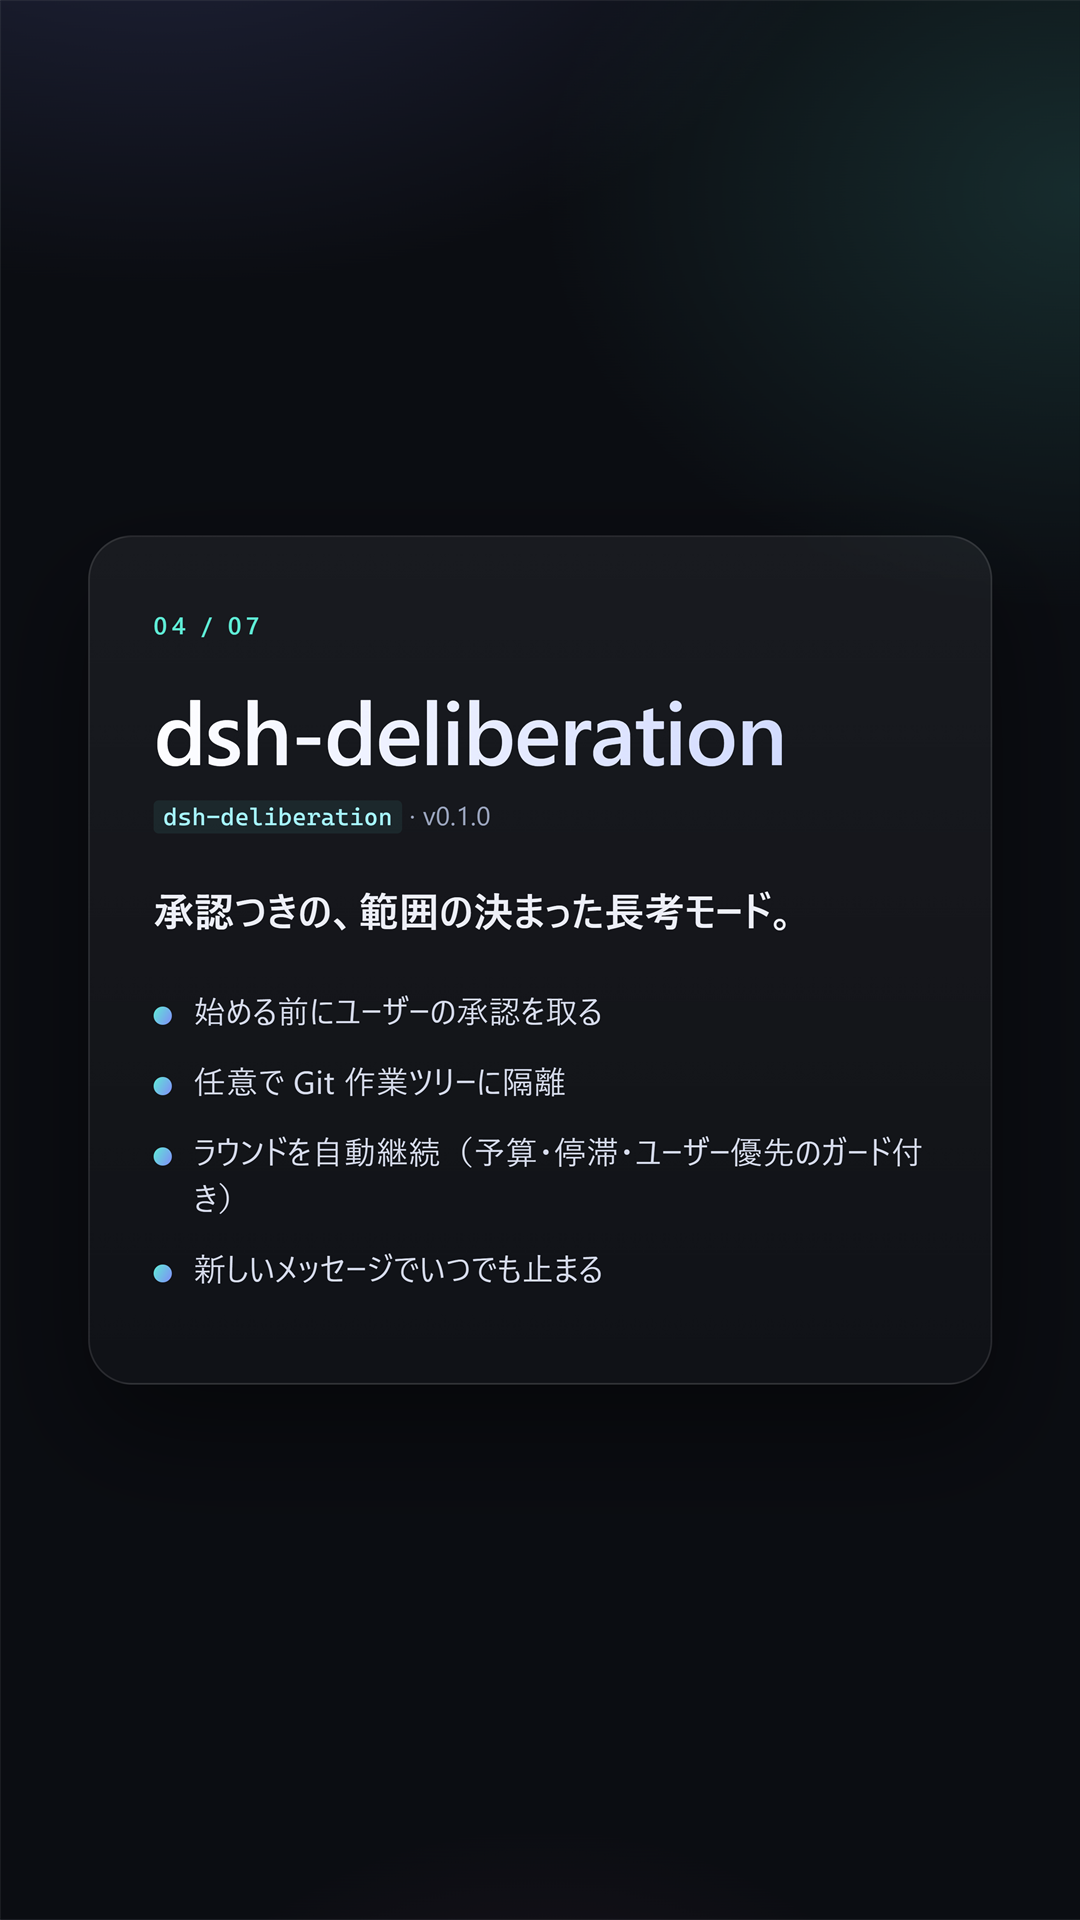 04 / 07
dsh-deliberation
dsh-deliberation · v0.1.0
承認つきの、範囲の決まった長考モード。
始める前にユーザーの承認を取る
任意で Git 作業ツリーに隔離
ラウンドを自動継続（予算・停滞・ユーザー優先のガード付
き）
新しいメッセージでいつでも止まる